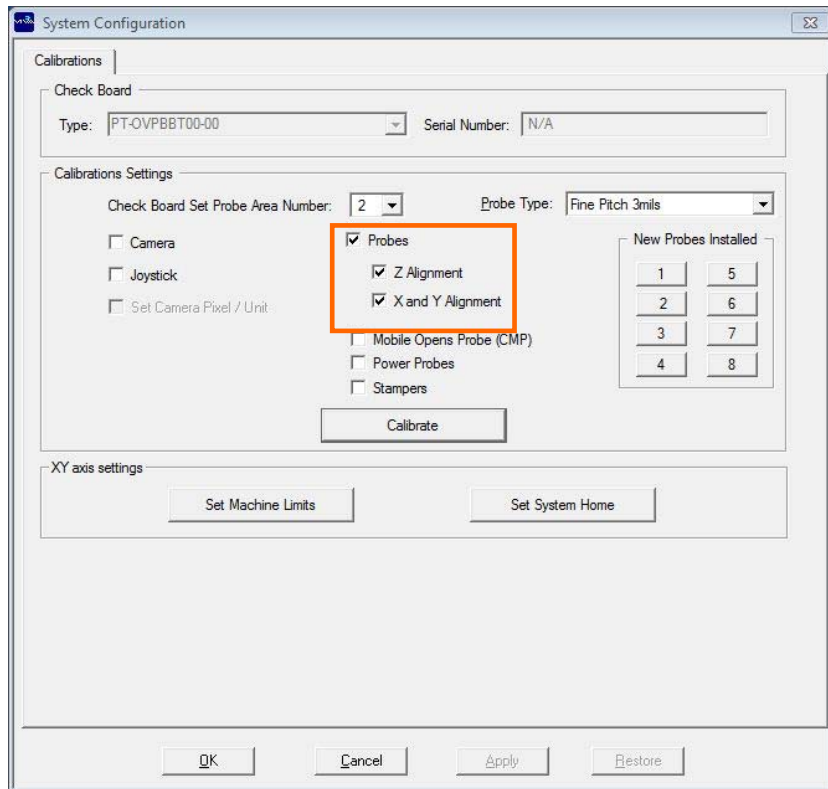 System Configuration
Calibrations
Check Board
Type: PT-OVPBBT00-00 Serial Number: N/A
Calibrations Settings
Check Board Set Probe Area Number: 2 Probe Type: Fine Pitch 3mils
Camera Probes New Probes Installed
Joystick Z Alignment 1 5
Set Camera Pixel / Unit X and Y Alignment 2 6
Mobile Opens Probe (CMP) 3 7
Power Probes 4 8
Stampers
Calibrate
XY axis settings
Set Machine Limits Set System Home
OK Cancel Apply Restore